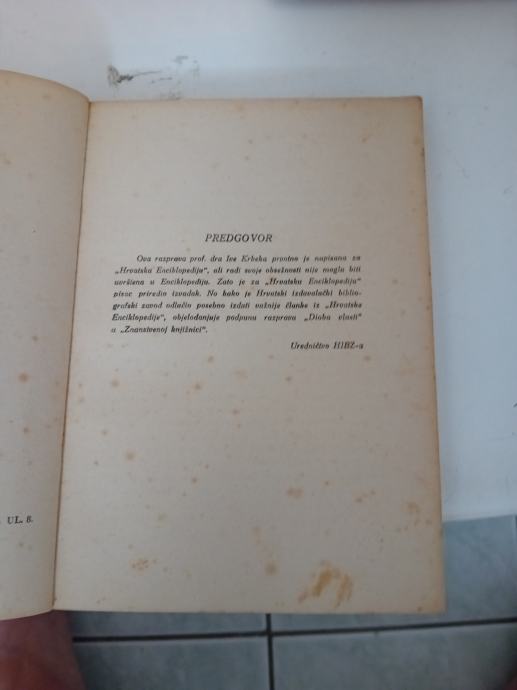 PREDGOVOR
Ova rasprava prof. dra Ive Krbeka prvotno je napisana za
„Hrvatsku Enciklopediju“, ali radi svoje obsežnosti nije mogla biti
uvrštena u Enciklopediju. Zato je za „Hrvatsku Enciklopediju“
pisac priredio izvadak. No kako je Hrvatski izdavalački biblio-
grafski zavod odlučio posebno izdati važnije članke iz „Hrvatske
Enciklopedije“, objelodanjuje podpunu raspravu „Dioba vlasti“
u „Znanstvenoj knjižnici“.
Uredničtvo HIBZ-a
UL. 8.